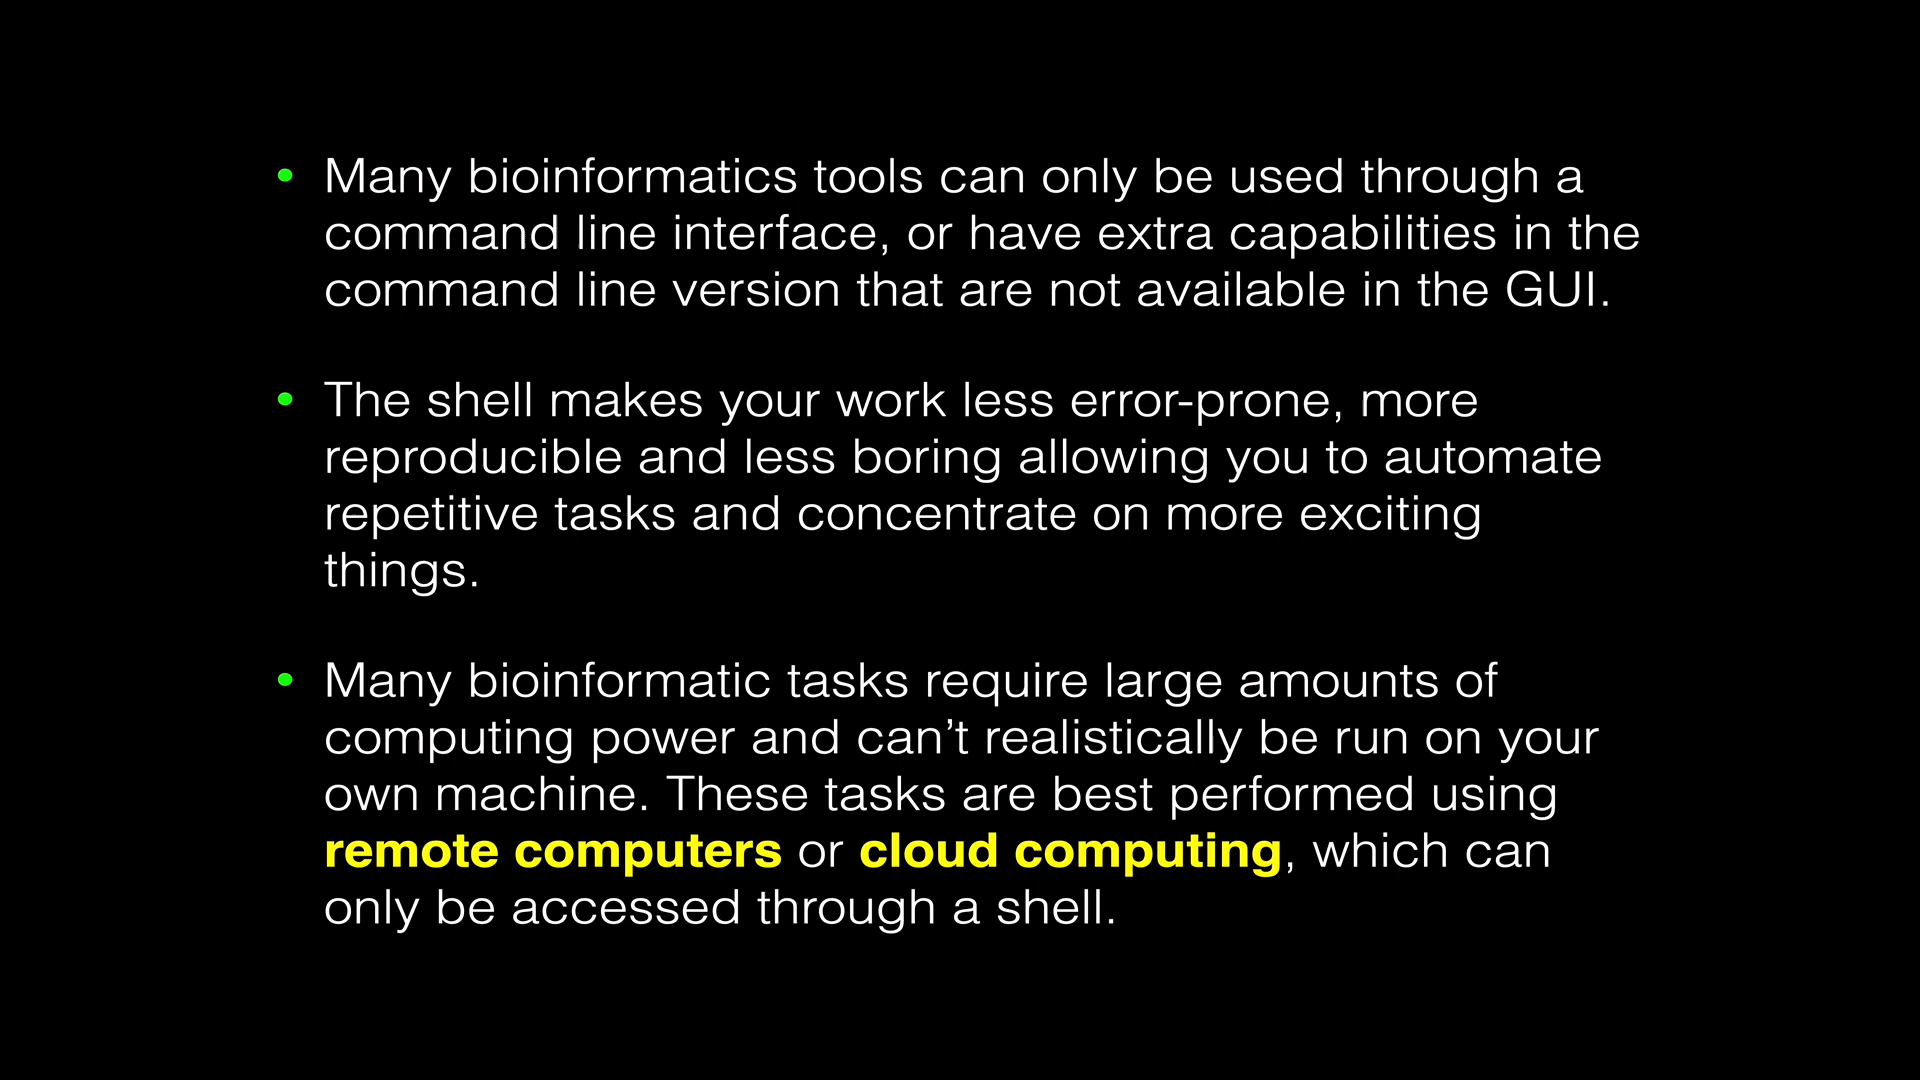 • Many bioinformatics tools can only be used through a
command line interface, or have extra capabilities in the
command line version that are not available in the GUI.
• The shell makes your work less error-prone, more
reproducible and less boring allowing you to automate
repetitive tasks and concentrate on more exciting
things.
• Many bioinformatic tasks require large amounts of
computing power and can’t realistically be run on your
own machine. These tasks are best performed using
remote computers or cloud computing, which can
only be accessed through a shell.